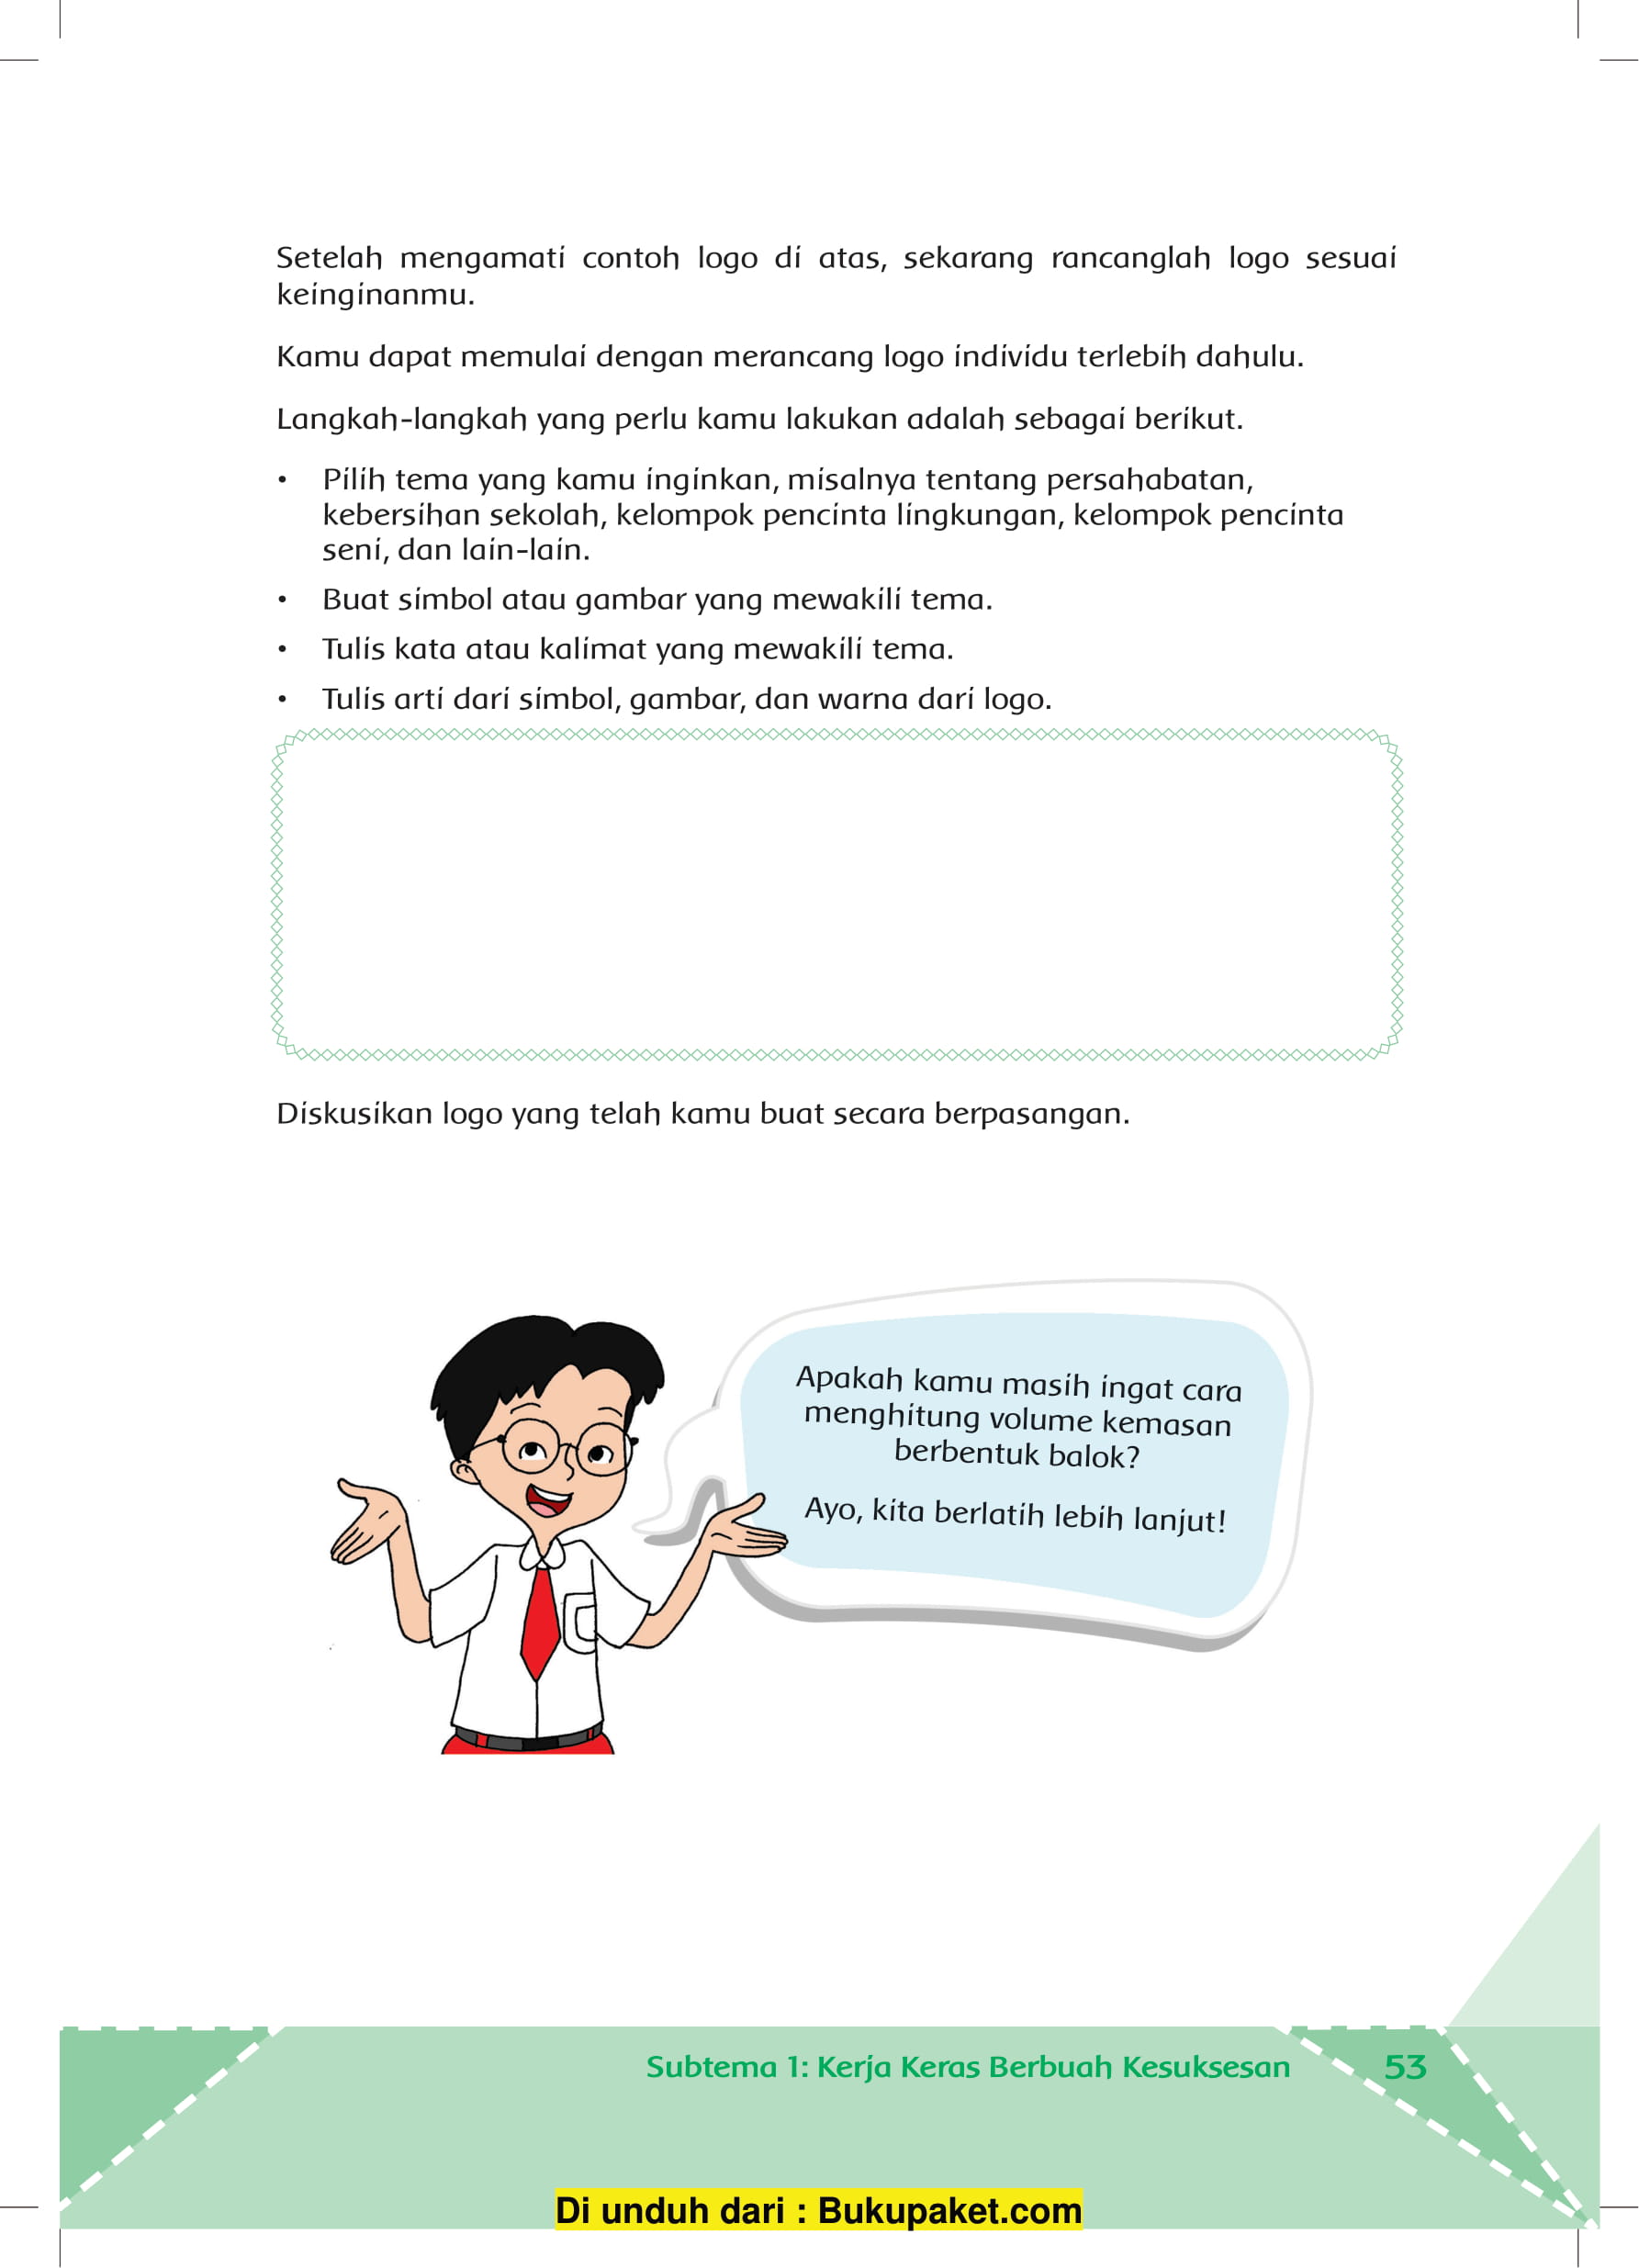 Setelah mengamati contoh logo di atas, sekarang rancanglah logo sesuai
keinginanmu.
Kamu dapat memulai dengan merancang logo individu terlebih dahulu.
Langkah-langkah yang perlu kamu lakukan adalah sebagai berikut.
• Pilih tema yang kamu inginkan, misalnya tentang persahabatan,
kebersihan sekolah, kelompok pencinta lingkungan, kelompok pencinta
seni, dan lain-lain.
• Buat simbol atau gambar yang mewakili tema.
• Tulis kata atau kalimat yang mewakili tema.
• Tulis arti dari simbol, gambar, dan warna dari logo.
Diskusikan logo yang telah kamu buat secara berpasangan.
Apakah kamu masih ingat cara
menghitung volume kemasan
berbentuk balok?
Ayo, kita berlatih lebih lanjut!
Subtema 1: Kerja Keras Berbuah Kesuksesan 53
Di unduh dari : Bukupaket.com